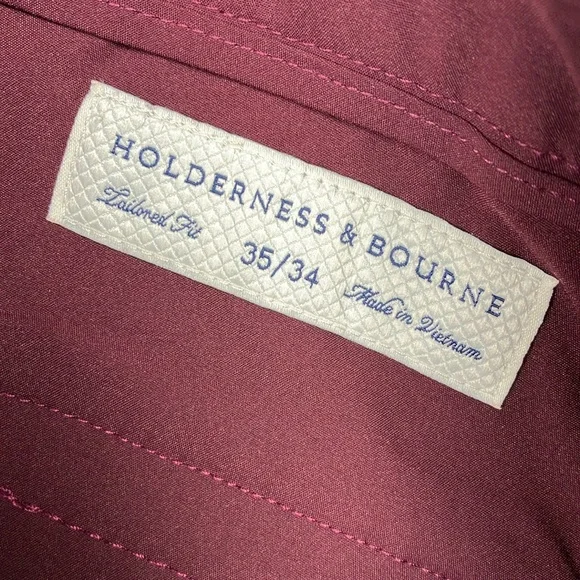 HOLDERNESS & BOURNE
Tailored Fit 35/34 Made in Vietnam